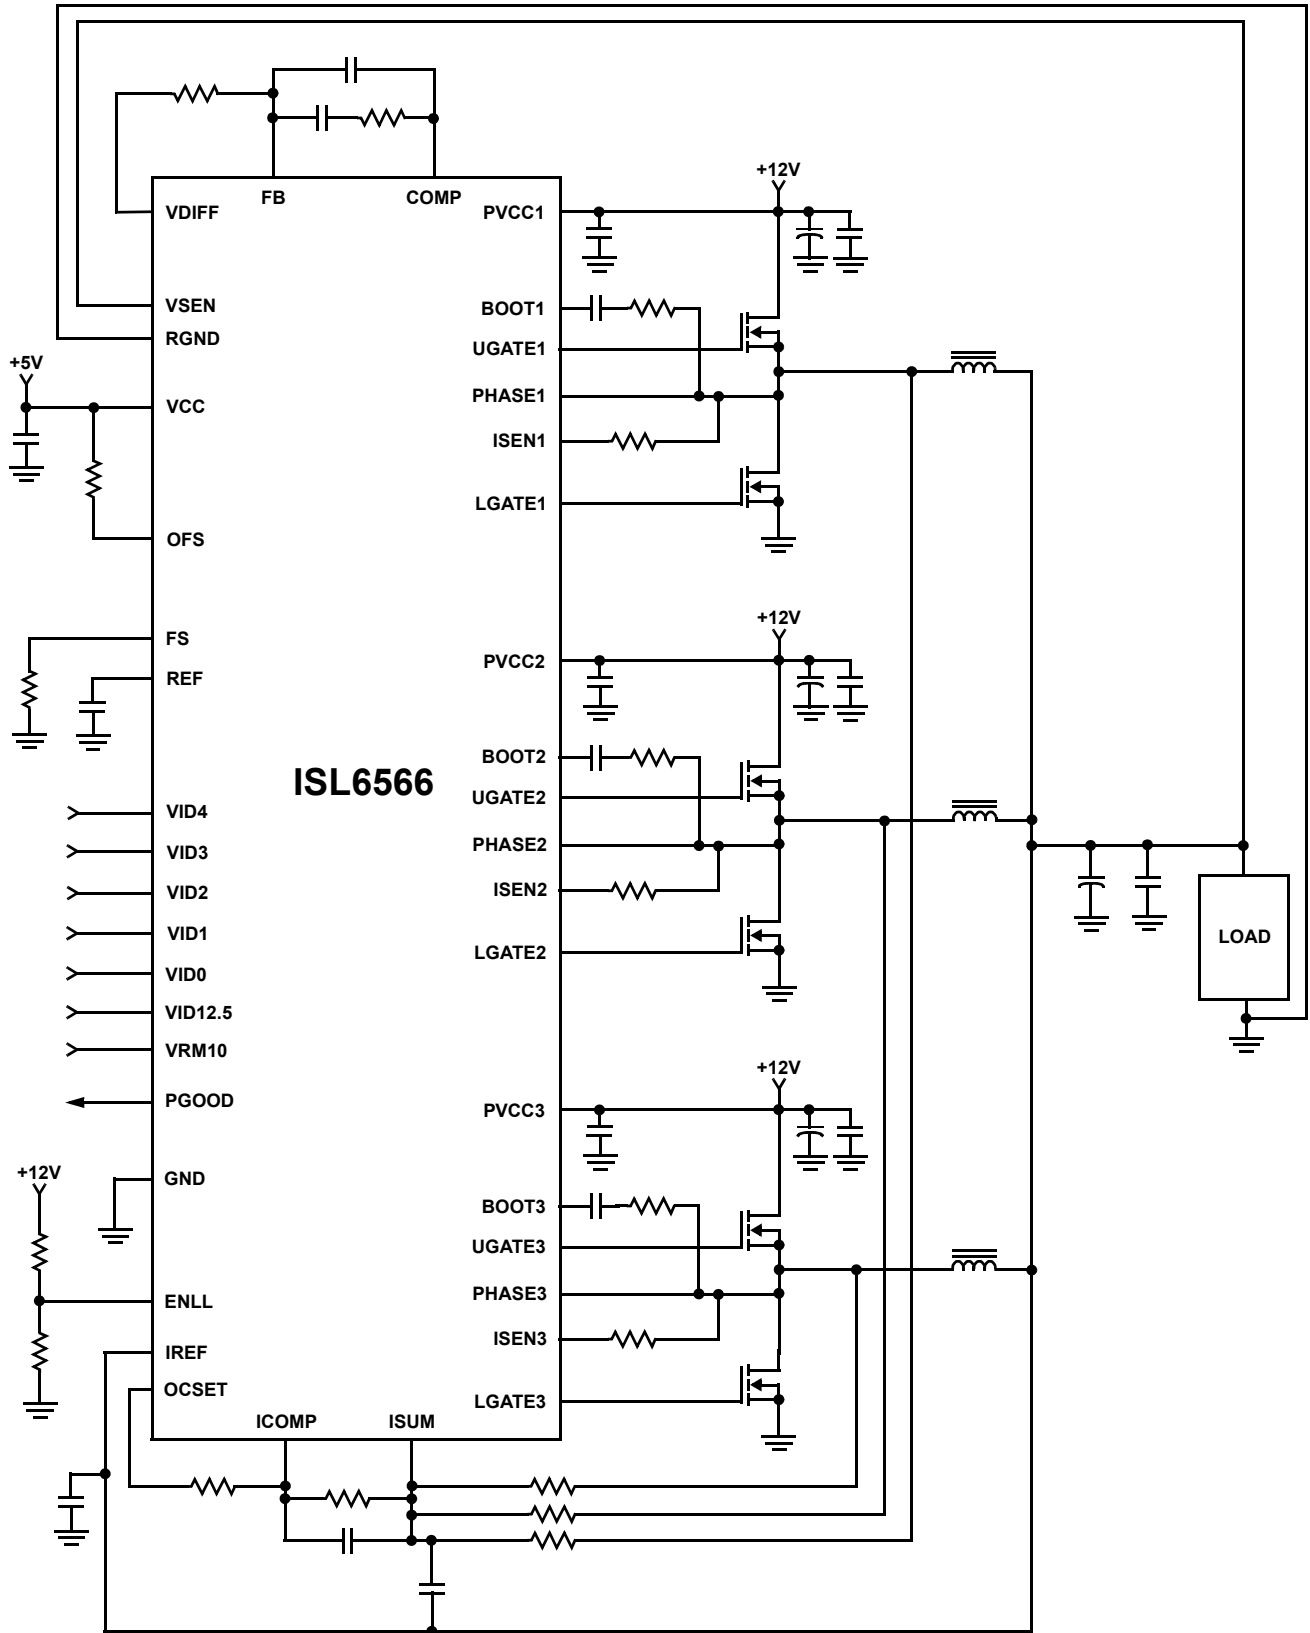 FB
COMP
VDIFF
VSEN
RGND
+5V
VCC
OFS
FS
REF
ISL6566
VID4
VID3
VID2
VID1
VID0
VID12.5
VRM10
PGOOD
+12V
GND
ENLL
IREF
OCSET
ICOMP
ISUM
+12V
PVCC1
BOOT1
UGATE1
PHASE1
ISEN1
LGATE1
+12V
PVCC2
BOOT2
UGATE2
PHASE2
ISEN2
LGATE2
+12V
PVCC3
BOOT3
UGATE3
PHASE3
ISEN3
LGATE3
LOAD